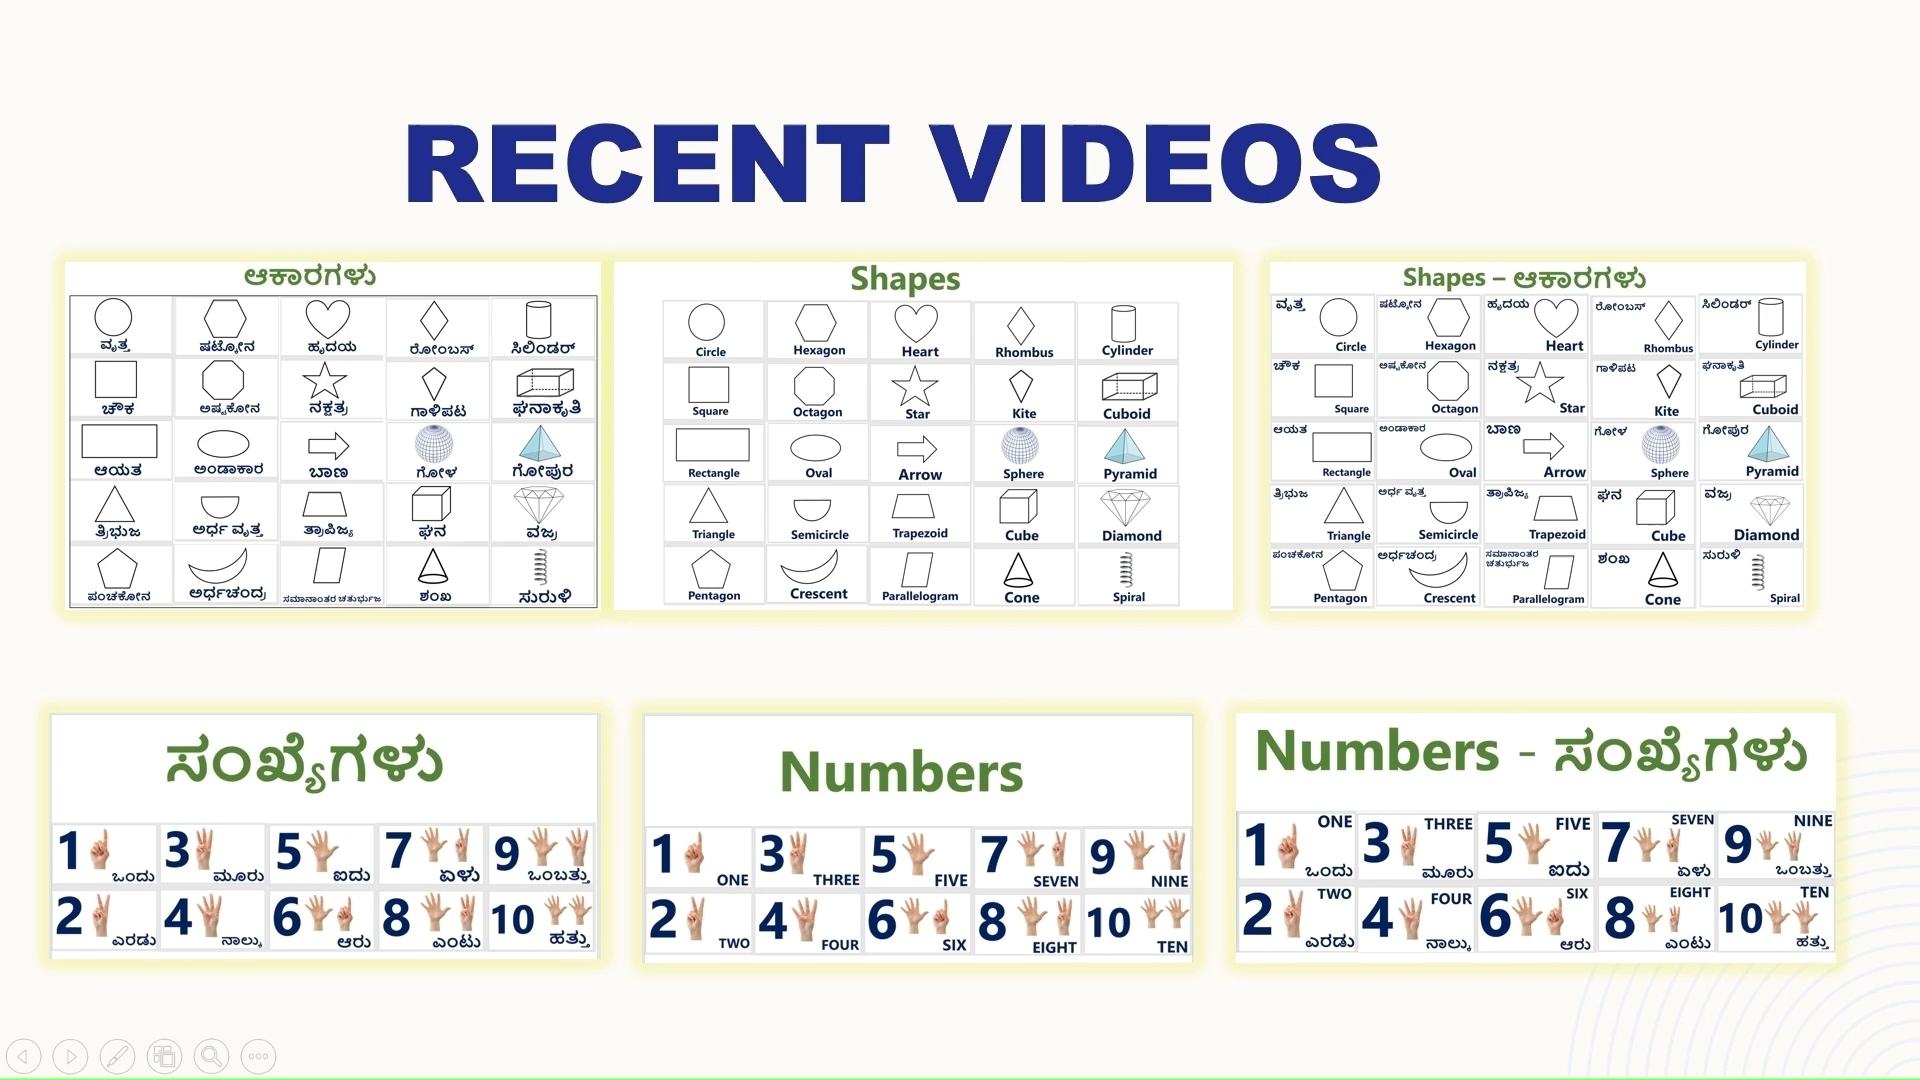 RECENT VIDEOS
ಆಕಾರಗಳು
ವೃತ್ತ ಷಟ್ಕೋನ ಹೃದಯ ರೋಂಬಸ್ ಸಿಲಿಂಡರ್
ಚೌಕ ಅಷ್ಟಕೋನ ನಕ್ಷತ್ರ ಗಾಳಿಪಟ ಘನಾಕೃತಿ
ಆಯತ ಅಂಡಾಕಾರ ಬಾಣ ಗೋಳ ಗೋಪುರ
ತ್ರಿಭುಜ ಅರ್ಧ ವೃತ್ತ ತ್ರಾಪಿಜ್ಯ ಘನ ವಜ್ರ
ಪಂಚಕೋನ ಅರ್ಧಚಂದ್ರ ಸಮಾನಾಂತರ ಚತುರ್ಭುಜ ಶಂಖ ಸುರುಳಿ
Shapes
Circle Hexagon Heart Rhombus Cylinder
Square Octagon Star Kite Cuboid
Rectangle Oval Arrow Sphere Pyramid
Triangle Semicircle Trapezoid Cube Diamond
Pentagon Crescent Parallelogram Cone Spiral
Shapes – ಆಕಾರಗಳು
ವೃತ್ತ ಷಟ್ಕೋನ ಹೃದಯ ರೋಂಬಸ್ ಸಿಲಿಂಡರ್
Circle Hexagon Heart Rhombus Cylinder
ಚೌಕ ಅಷ್ಟಕೋನ ನಕ್ಷತ್ರ ಗಾಳಿಪಟ ಘನಾಕೃತಿ
Square Octagon Star Kite Cuboid
ಆಯತ ಅಂಡಾಕಾರ ಬಾಣ ಗೋಳ ಗೋಪುರ
Rectangle Oval Arrow Sphere Pyramid
ತ್ರಿಭುಜ ಅರ್ಧ ವೃತ್ತ ತ್ರಾಪಿಜ್ಯ ಘನ ವಜ್ರ
Triangle Semicircle Trapezoid Cube Diamond
ಪಂಚಕೋನ ಅರ್ಧಚಂದ್ರ ಸಮಾನಾಂತರ ಶಂಖ ಸುರುಳಿ
ಚತುರ್ಭುಜ
Pentagon Crescent Parallelogram Cone Spiral
ಸಂಖ್ಯೆಗಳು
1 ಒಂದು 3 ಮೂರು 5 ಐದು 7 ಏಳು 9 ಒಂಬತ್ತು
2 ಎರಡು 4 ನಾಲ್ಕು 6 ಆರು 8 ಎಂಟು 10 ಹತ್ತು
Numbers
1 ONE 3 THREE 5 FIVE 7 SEVEN 9 NINE
2 TWO 4 FOUR 6 SIX 8 EIGHT 10 TEN
Numbers - ಸಂಖ್ಯೆಗಳು
1 ONE 3 THREE 5 FIVE 7 SEVEN 9 NINE
ಒಂದು ಮೂರು ಐದು ಏಳು ಒಂಬತ್ತು
2 TWO 4 FOUR 6 SIX 8 EIGHT 10 TEN
ಎರಡು ನಾಲ್ಕು ಆರು ಎಂಟು ಹತ್ತು